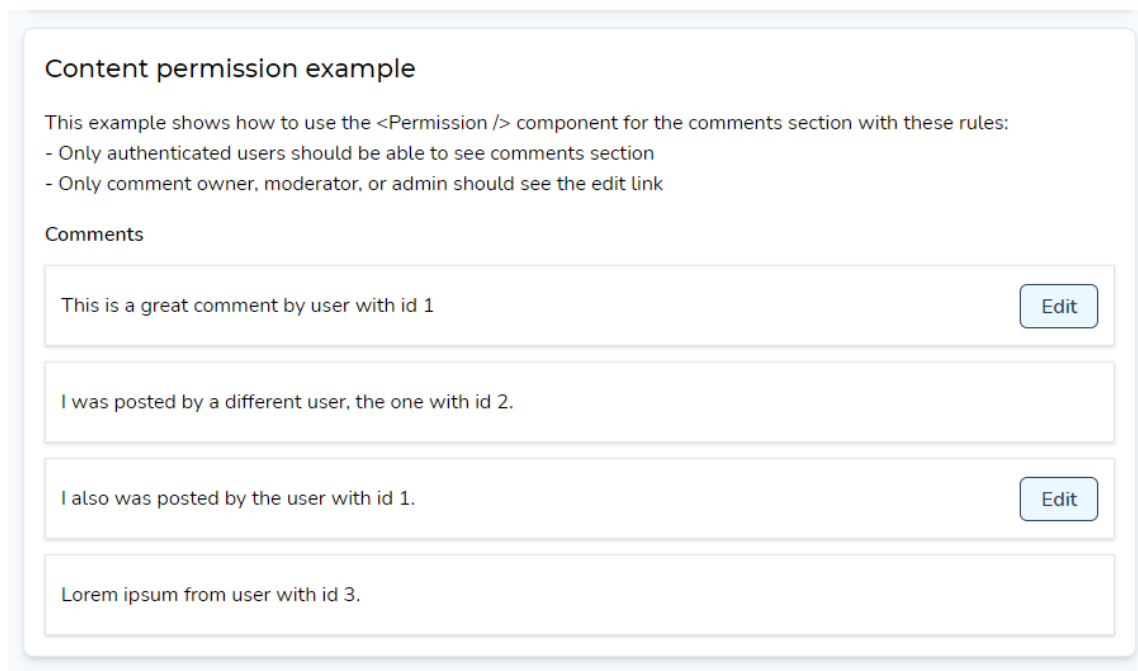 Content permission example
This example shows how to use the <Permission /> component for the comments section with these rules:
- Only authenticated users should be able to see comments section
- Only comment owner, moderator, or admin should see the edit link
Comments
This is a great comment by user with id 1
Edit
I was posted by a different user, the one with id 2.
I also was posted by the user with id 1.
Edit
Lorem ipsum from user with id 3.